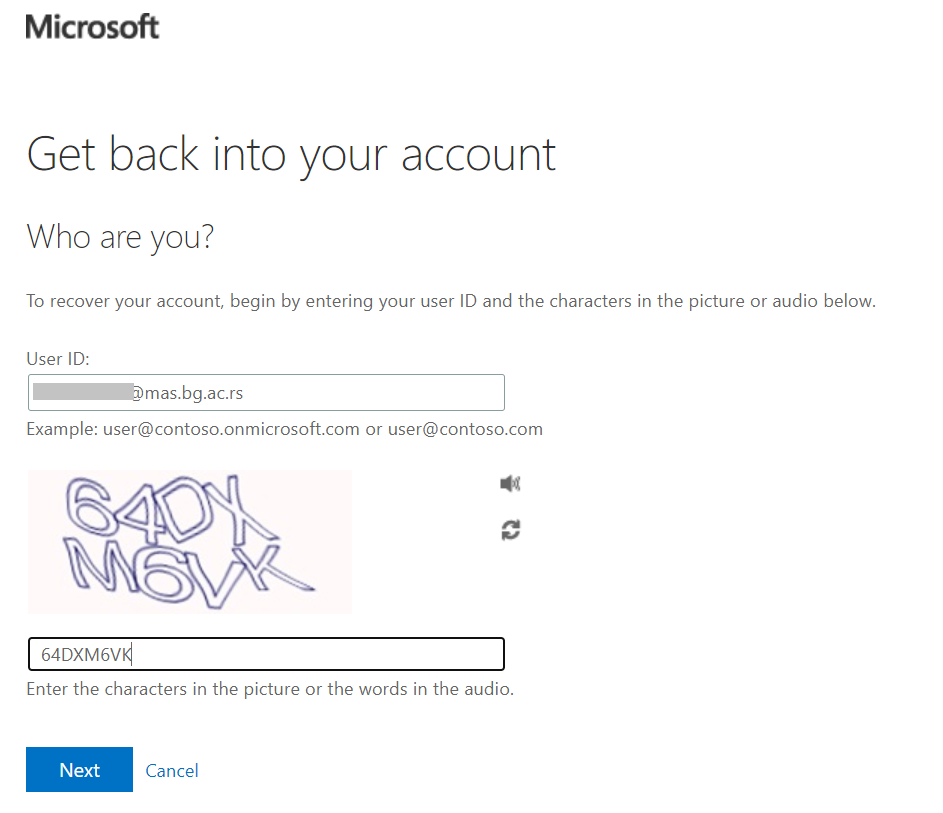 Microsoft
Get back into your account
Who are you?
To recover your account, begin by entering your user ID and the characters in the picture or audio below.
User ID:
@mas.bg.ac.rs
Example: user@contoso.onmicrosoft.com or user@contoso.com
64DX
M6VK
64DXM6VK
Enter the characters in the picture or the words in the audio.
Next Cancel